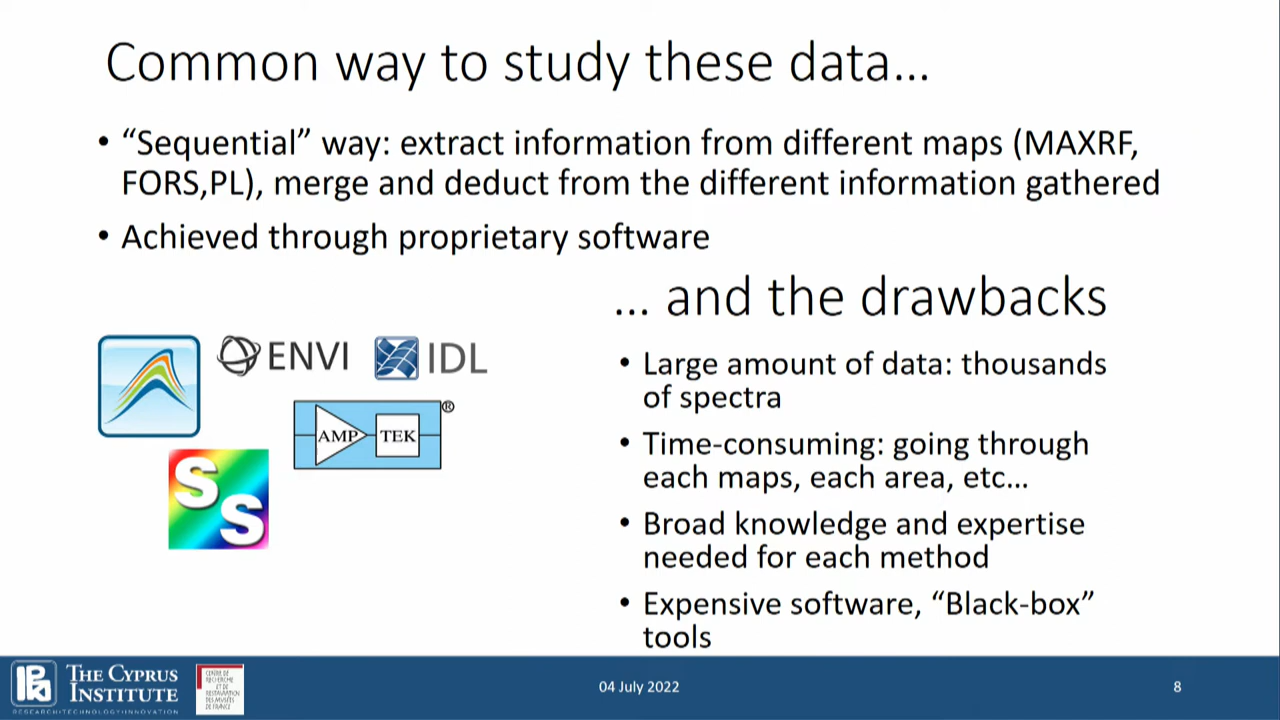 Common way to study these data...
• “Sequential” way: extract information from different maps (MAXRF,
FORS,PL), merge and deduct from the different information gathered
• Achieved through proprietary software
... and the drawbacks
ENVI
IDL
AMP TEK ®
S
S
• Large amount of data: thousands
of spectra
• Time-consuming: going through
each maps, each area, etc...
• Broad knowledge and expertise
needed for each method
• Expensive software, “Black-box”
tools
THE CYPRUS
INSTITUTE
RESEARCH|TECHNOLOGY|INNOVATION
CENTRE DE
RECHERCHE
ET DE
RESTAURATION
DES MUSÉES
DE FRANCE
04 July 2022
8